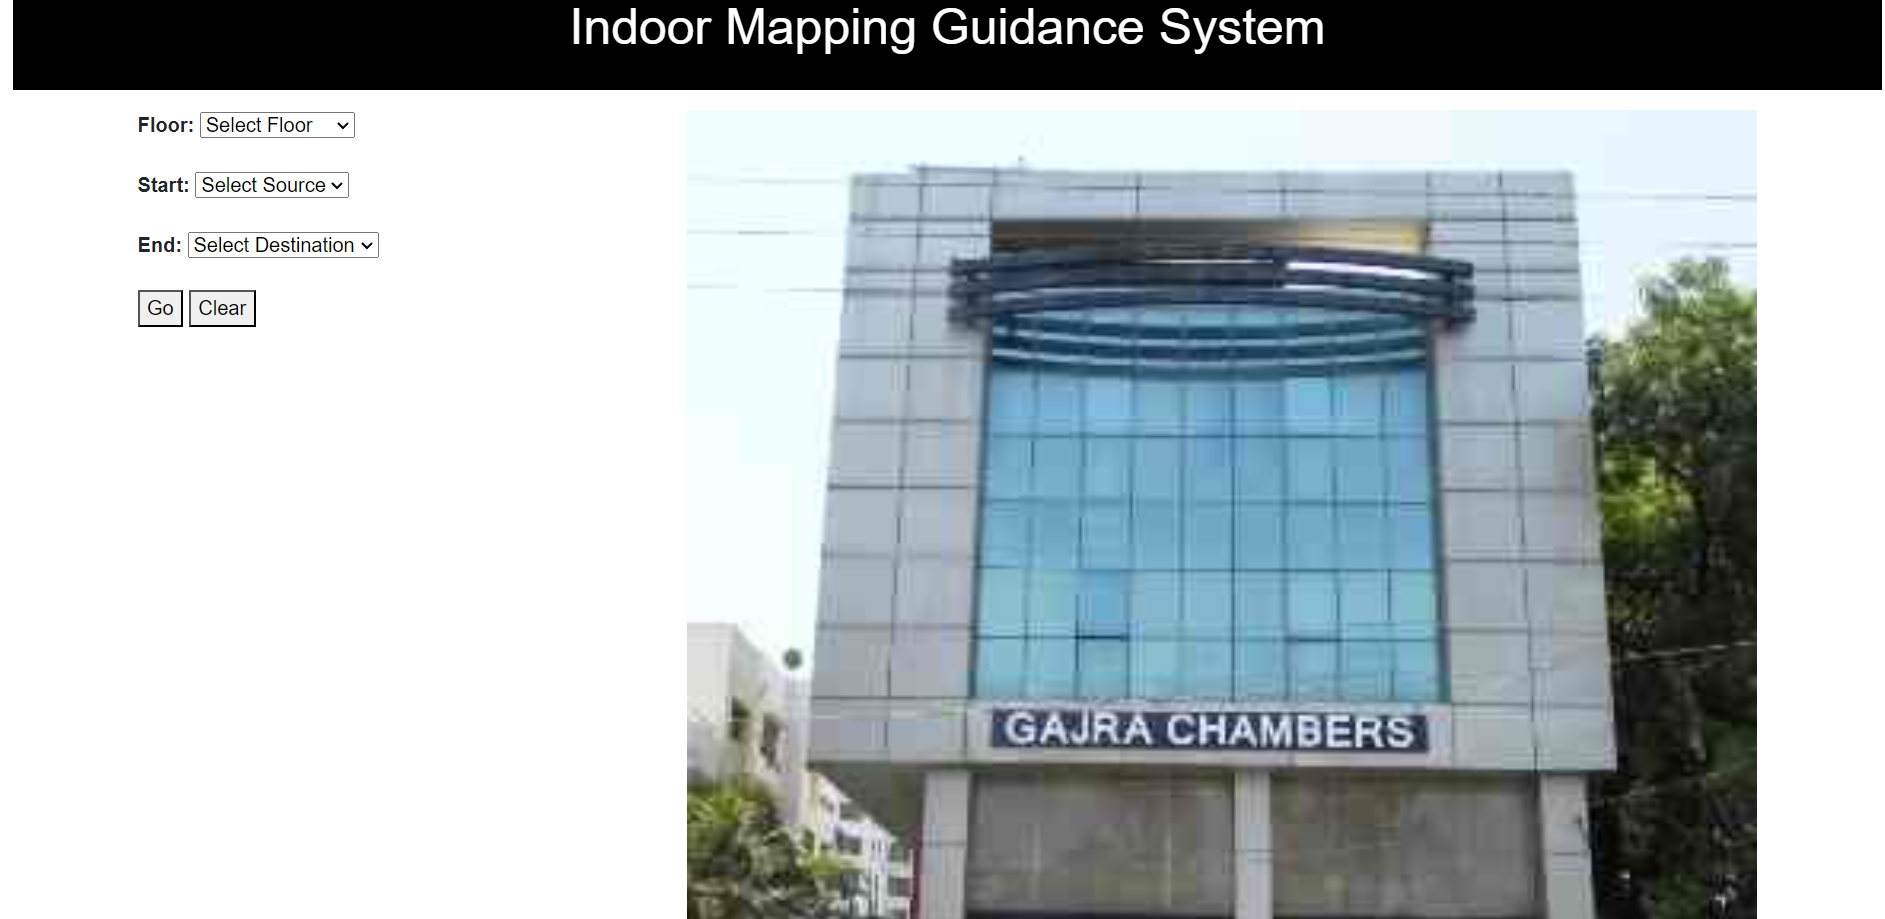 Indoor Mapping Guidance System
Floor: Select Floor
Start: Select Source
End: Select Destination
Go Clear
GAJRA CHAMBERS